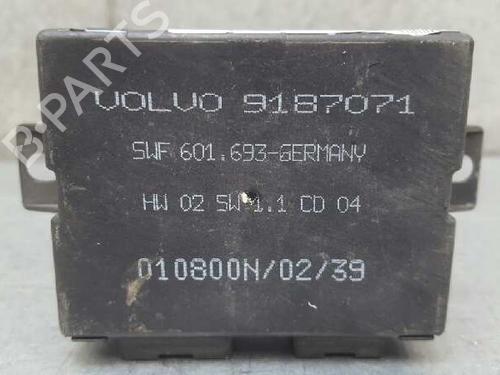 B-PARTS
VOLVO 9187071
SWF 601.693-GERMANY
HW 02 SW 1.1 CD 04
010800N/02/39